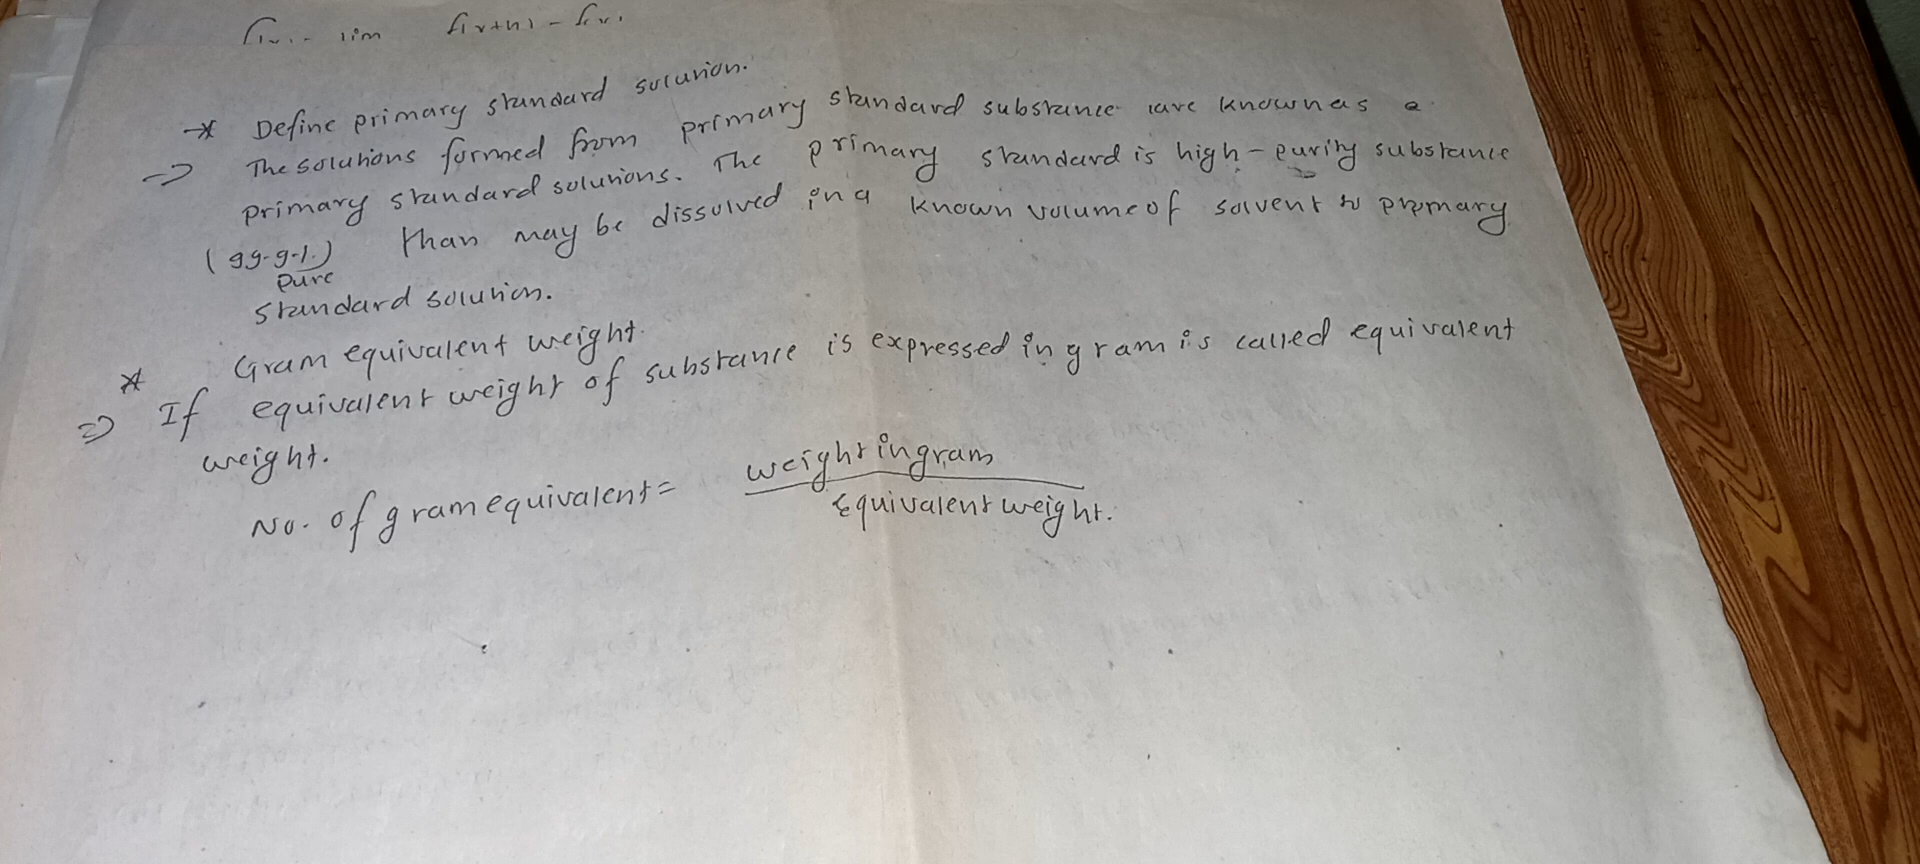 lim f(x+h) - f(x)
* Define primary standard solution.
⇒ The solutions formed from primary standard substance are known as a
primary standard solutions. The primary standard is high-purity substance
(99.9%) than may be dissolved in a known volume of solvent to primary
pure
standard solution.
* Gram equivalent weight.
⇒ If equivalent weight of substance is expressed in gram is called equivalent
weight.
No. of gram equivalent = weight in gram
Equivalent weight.